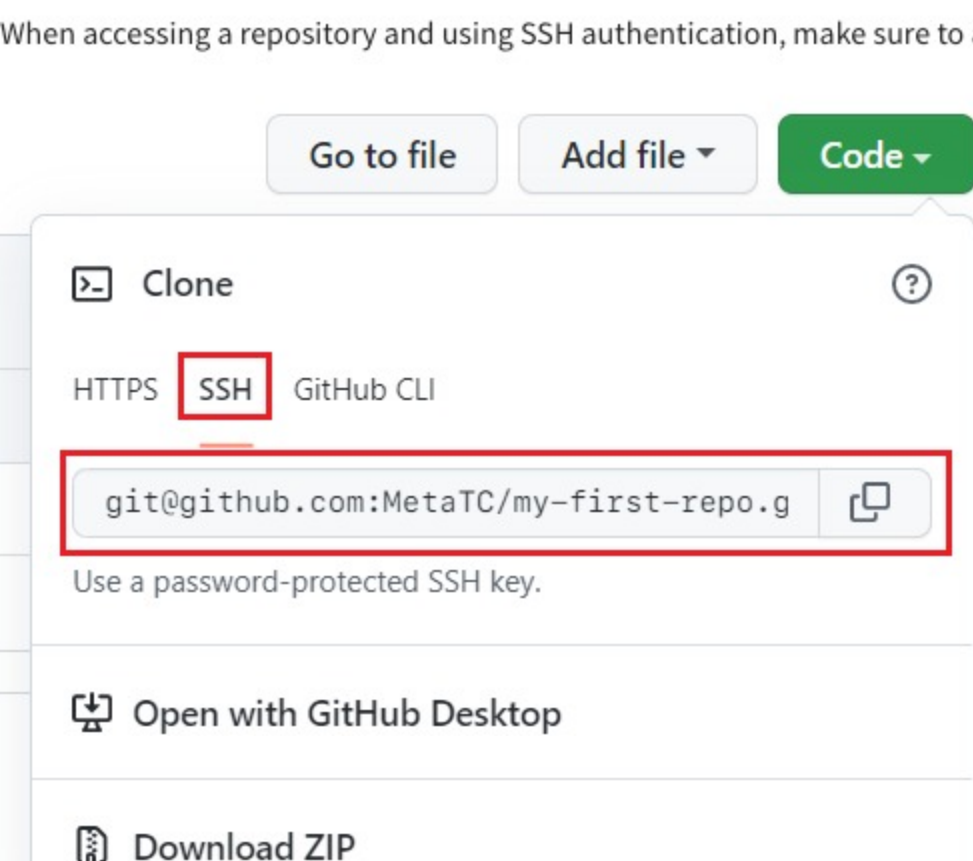 When accessing a repository and using SSH authentication, make sure to
Go to file Add file Code
Clone
HTTPS SSH GitHub CLI
git@github.com:MetaTC/my-first-repo.g
Use a password-protected SSH key.
Open with GitHub Desktop
Download ZIP